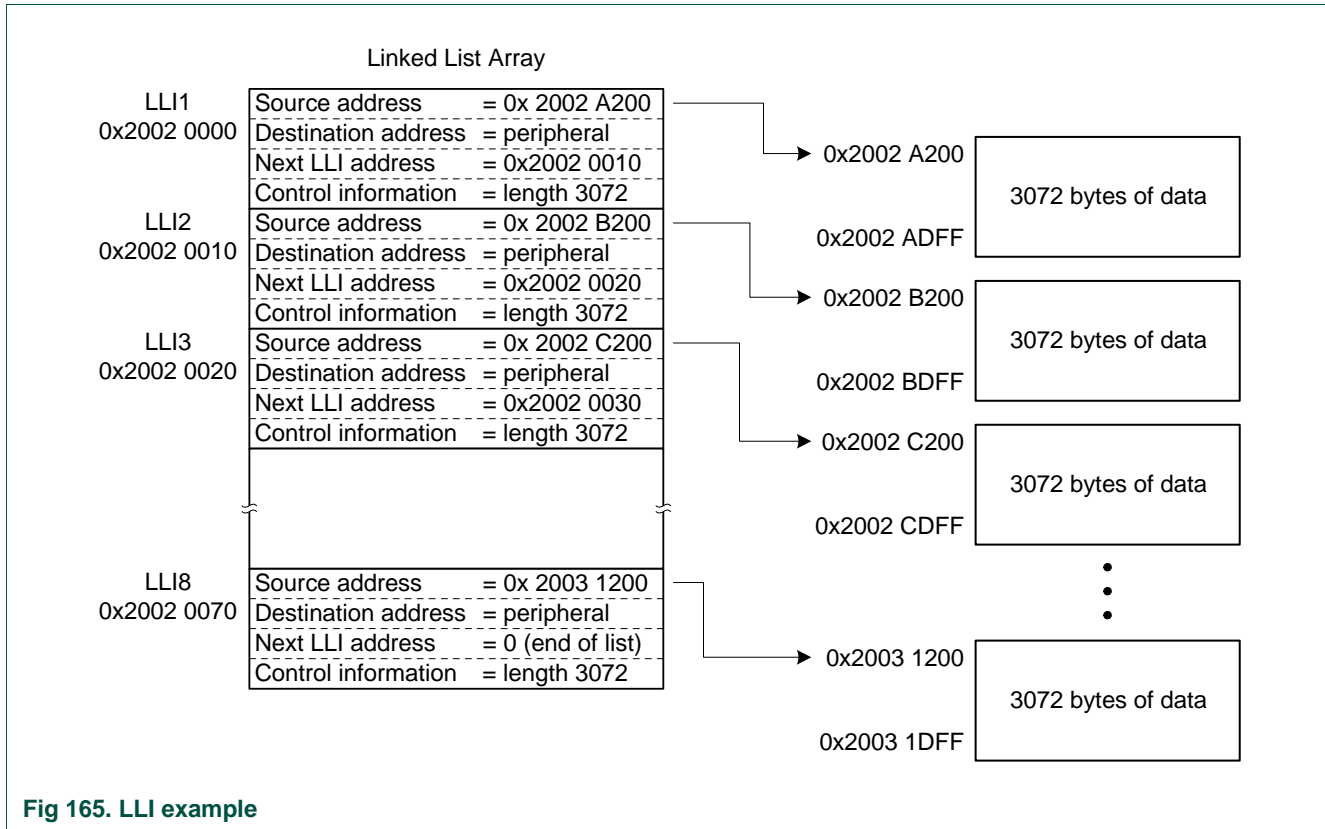 Linked List Array
LLI1
0x2002 0000
Source address = 0x 2002 A200
Destination address = peripheral
Next LLI address = 0x2002 0010
Control information = length 3072
LLI2
0x2002 0010
Source address = 0x 2002 B200
Destination address = peripheral
Next LLI address = 0x2002 0020
Control information = length 3072
LLI3
0x2002 0020
Source address = 0x 2002 C200
Destination address = peripheral
Next LLI address = 0x2002 0030
Control information = length 3072
LLI8
0x2002 0070
Source address = 0x 2003 1200
Destination address = peripheral
Next LLI address = 0 (end of list)
Control information = length 3072
0x2002 A200
3072 bytes of data
0x2002 ADFF
0x2002 B200
3072 bytes of data
0x2002 BDFF
0x2002 C200
3072 bytes of data
0x2002 CDFF
0x2003 1200
3072 bytes of data
0x2003 1DFF
Fig 165. LLI example